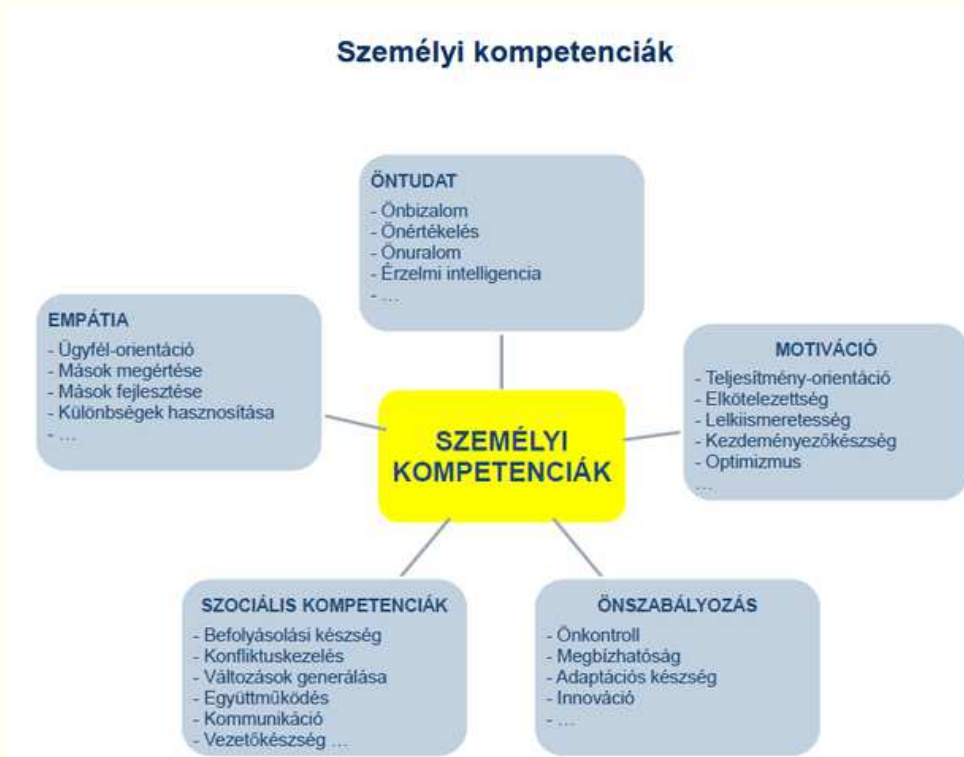 Személyi kompetenciák
ÖNTUDAT
- Önbizalom
- Önértékelés
- Önuralom
- Érzelmi intelligencia
- ...
EMPÁTIA
- Ügyfél-orientáció
- Mások megértése
- Mások fejlesztése
- Különbségek hasznosítása
- ...
MOTIVÁCIÓ
- Teljesítmény-orientáció
- Elkötelezettség
- Lelkiismeretesség
- Kezdeményezőkészség
- Optimizmus
...
SZEMÉLYI
KOMPETENCIÁK
SZOCIÁLIS KOMPETENCIÁK
- Befolyásolási készség
- Konfliktuskezelés
- Változások generálása
- Együttműködés
- Kommunikáció
- Vezetőkészség ...
ÖNSZABÁLYOZÁS
- Önkontroll
- Megbízhatóság
- Adaptációs készség
- Innováció
- ...